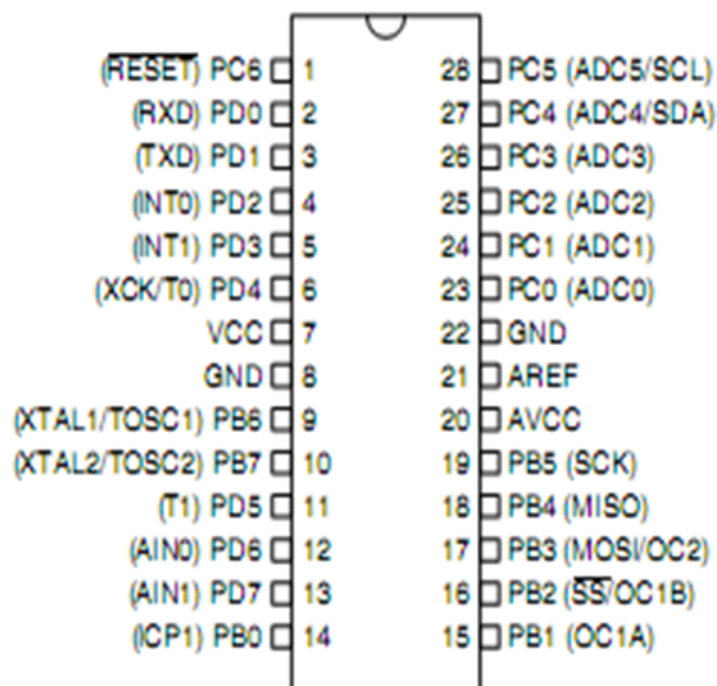 (RESET) PC6 1 28 PC5 (ADC5/SCL)
(RXD) PD0 2 27 PC4 (ADC4/SDA)
(TXD) PD1 3 26 PC3 (ADC3)
(INT0) PD2 4 25 PC2 (ADC2)
(INT1) PD3 5 24 PC1 (ADC1)
(XCK/T0) PD4 6 23 PC0 (ADC0)
VCC 7 22 GND
GND 8 21 AREF
(XTAL1/TOSC1) PB6 9 20 AVCC
(XTAL2/TOSC2) PB7 10 19 PB5 (SCK)
(T1) PD5 11 18 PB4 (MISO)
(AIN0) PD6 12 17 PB3 (MOSI/OC2)
(AIN1) PD7 13 16 PB2 (SS/OC1B)
(ICP1) PB0 14 15 PB1 (OC1A)